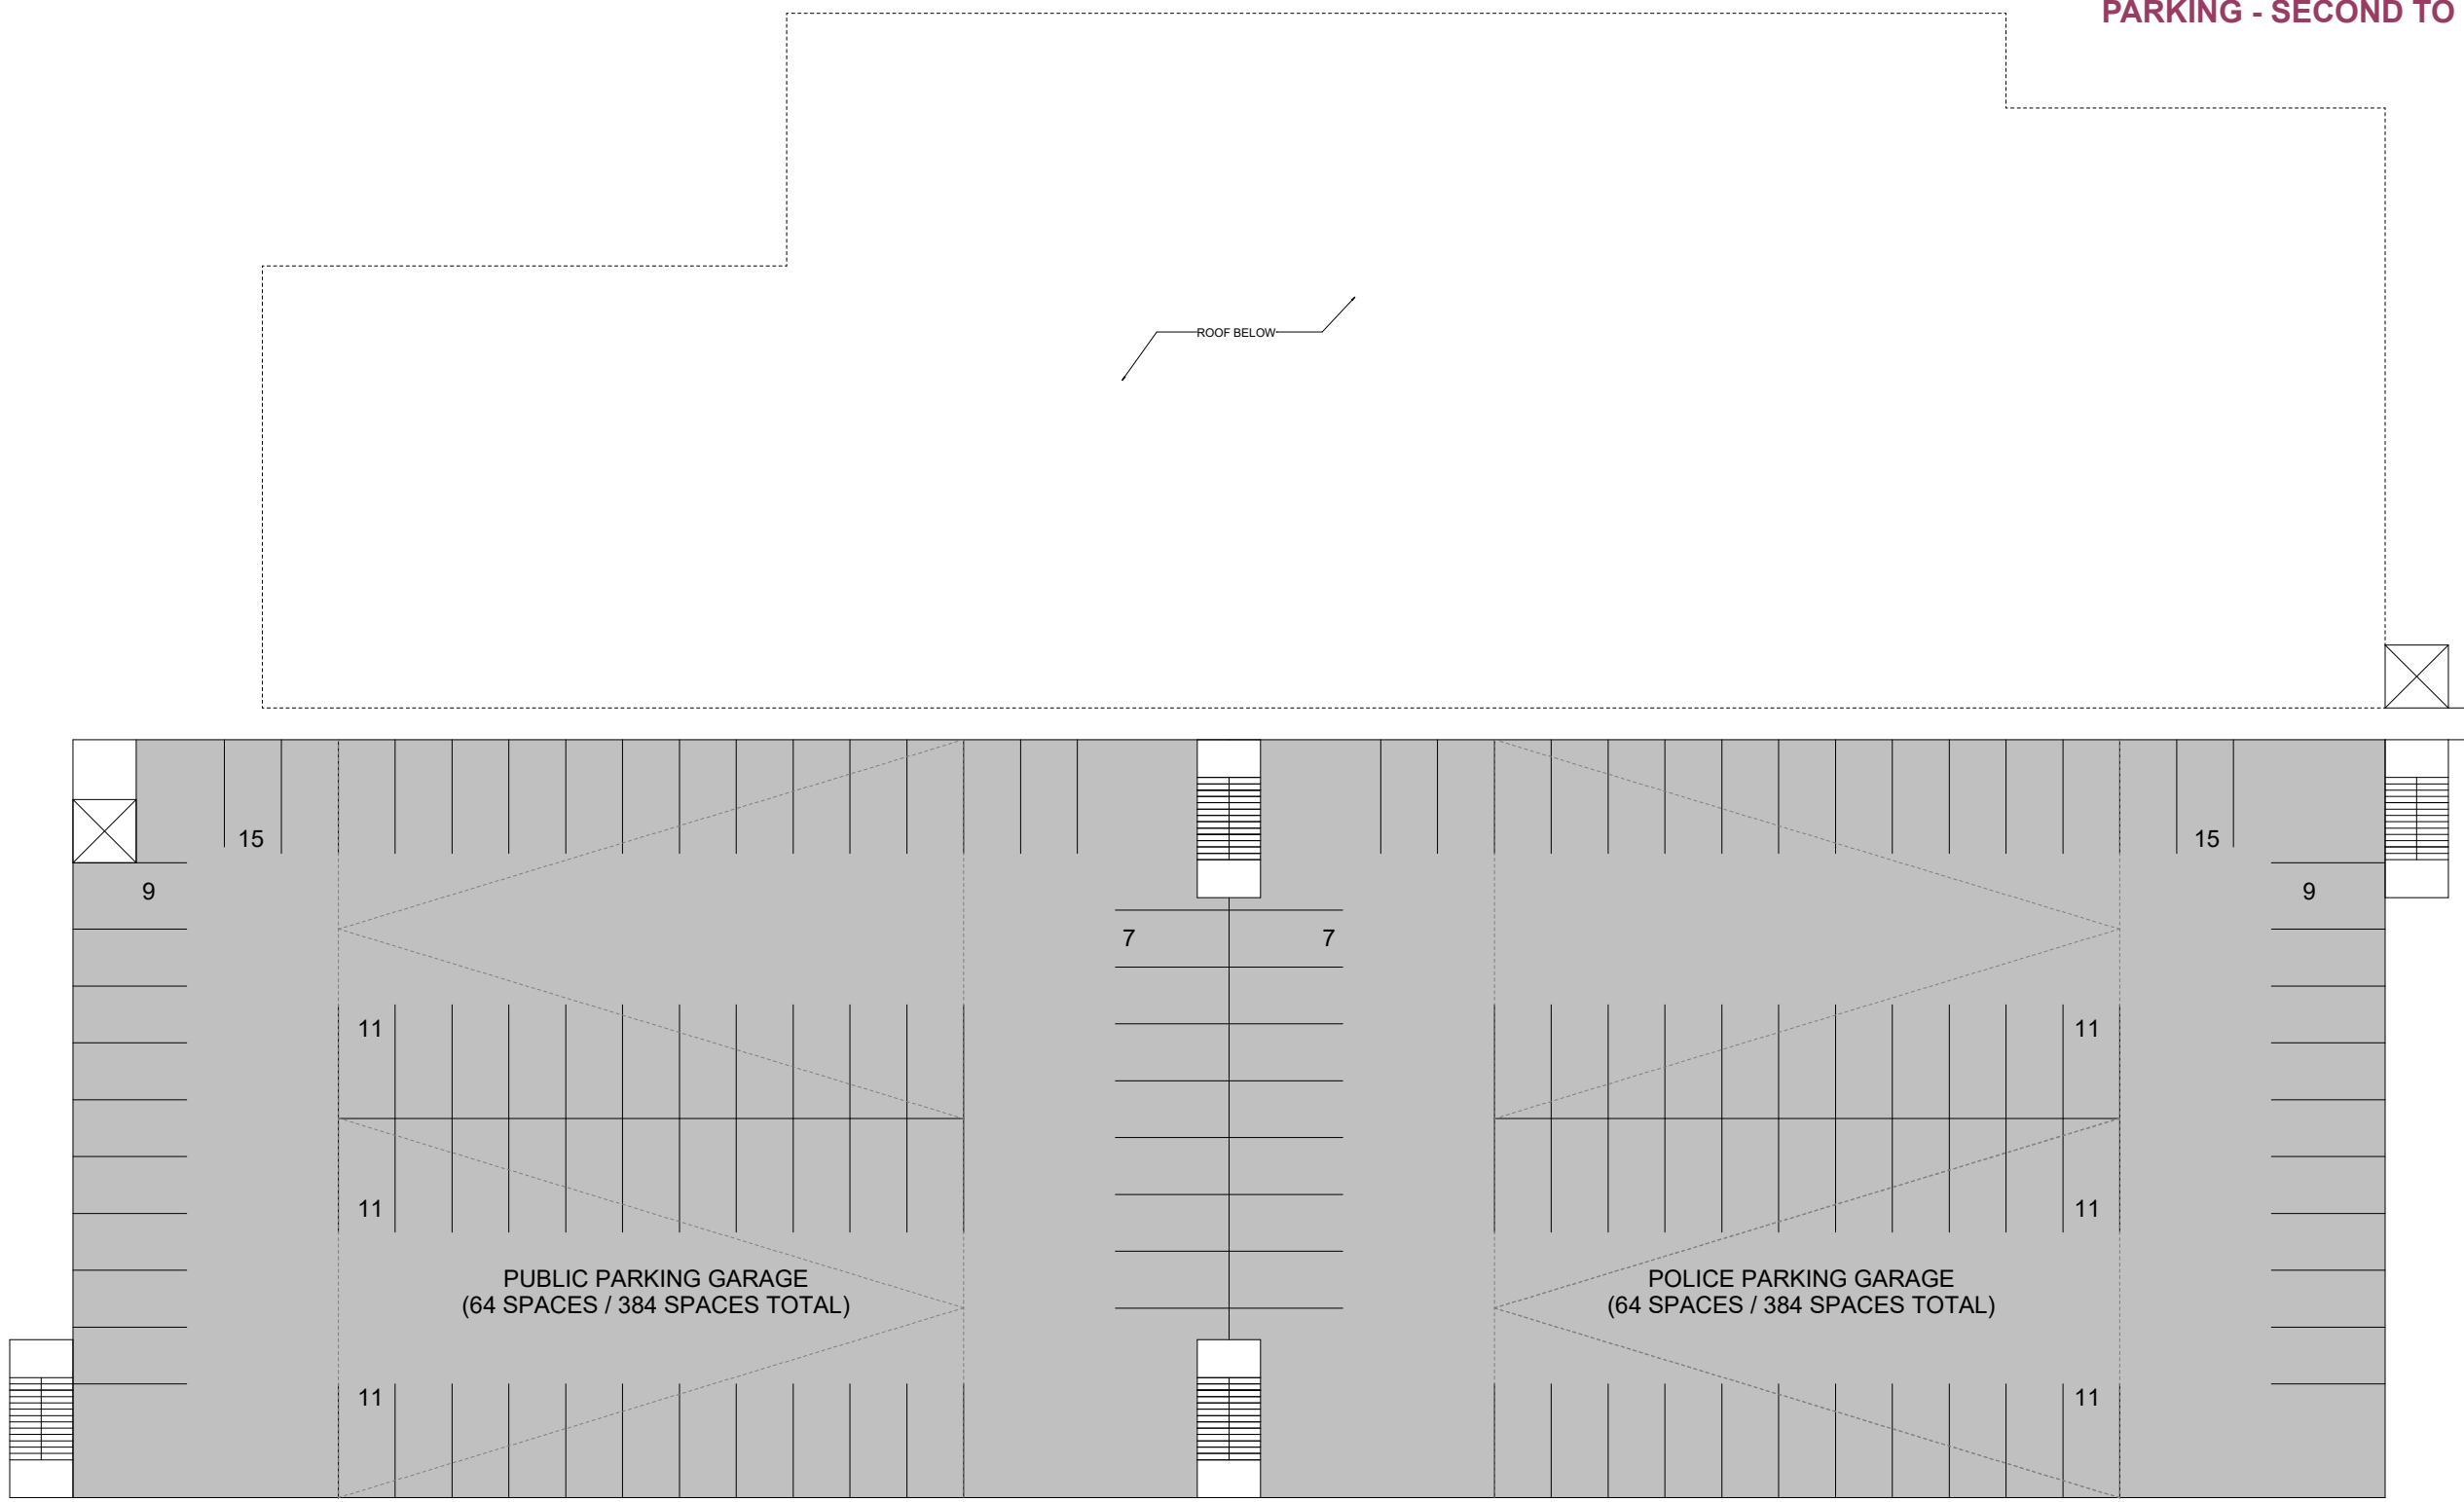 PARKING - SECOND TO
ROOF BELOW
15
15
9
9
7
7
11
11
11
11
PUBLIC PARKING GARAGE
(64 SPACES / 384 SPACES TOTAL)
POLICE PARKING GARAGE
(64 SPACES / 384 SPACES TOTAL)
11
11